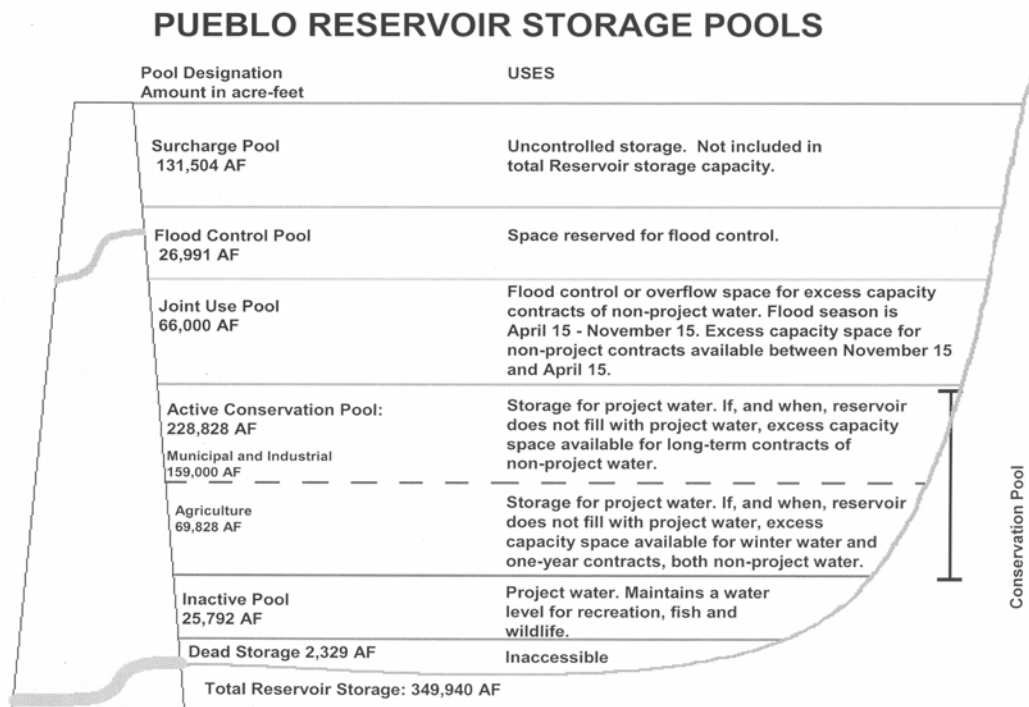 PUEBLO RESERVOIR STORAGE POOLS
Pool Designation
Amount in acre-feet
USES
Surcharge Pool
131,504 AF
Uncontrolled storage. Not included in
total Reservoir storage capacity.
Flood Control Pool
26,991 AF
Space reserved for flood control.
Joint Use Pool
66,000 AF
Flood control or overflow space for excess capacity
contracts of non-project water. Flood season is
April 15 - November 15. Excess capacity space for
non-project contracts available between November 15
and April 15.
Active Conservation Pool:
228,828 AF
Municipal and Industrial
159,000 AF
Storage for project water. If, and when, reservoir
does not fill with project water, excess capacity
space available for long-term contracts of
non-project water.
Agriculture
69,828 AF
Storage for project water. If, and when, reservoir
does not fill with project water, excess
capacity space available for winter water and
one-year contracts, both non-project water.
Conservation Pool
Inactive Pool
25,792 AF
Project water. Maintains a water
level for recreation, fish and
wildlife.
Dead Storage 2,329 AF
Inaccessible
Total Reservoir Storage: 349,940 AF